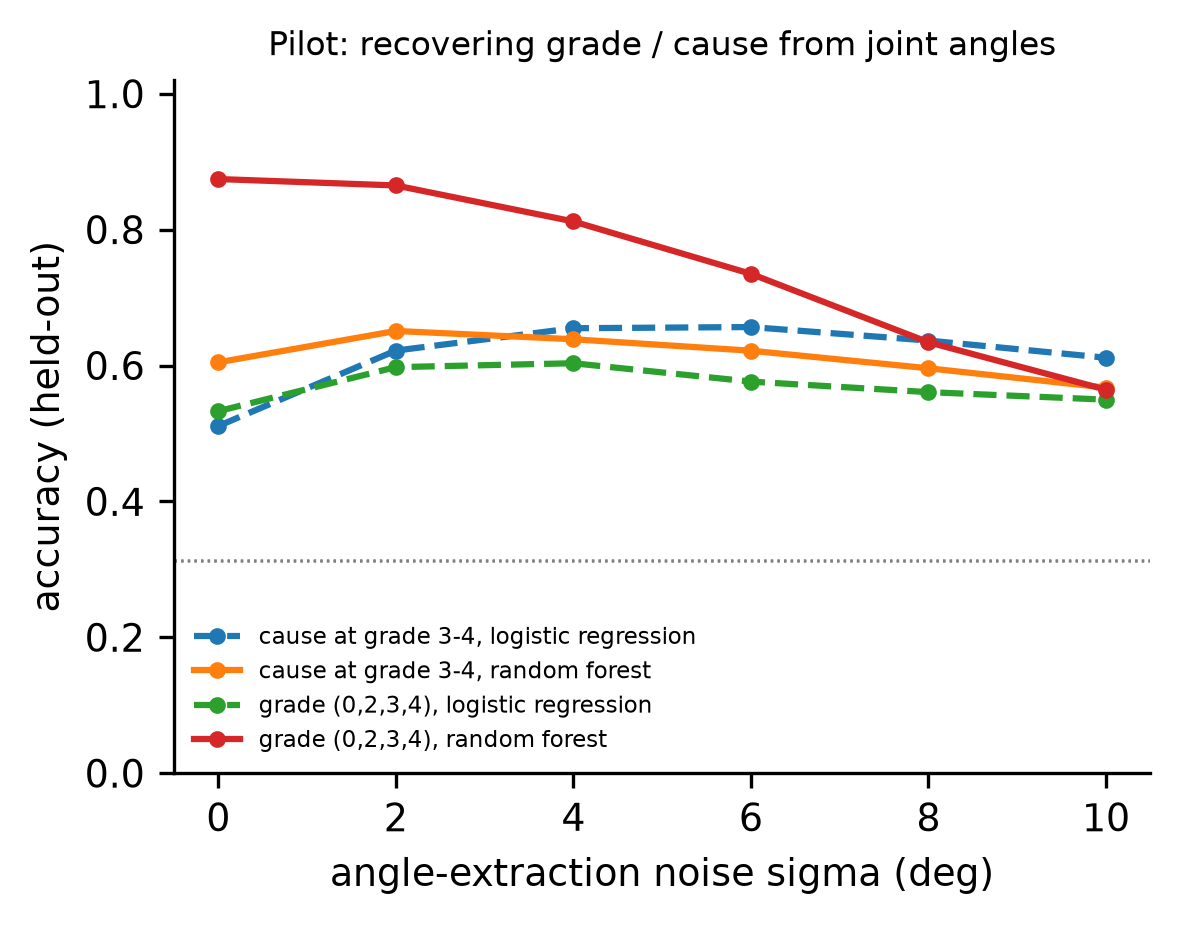 Pilot: recovering grade / cause from joint angles
1.0
0.8
0.6
0.4
0.2
0.0
accuracy (held-out)
cause at grade 3-4, logistic regression
cause at grade 3-4, random forest
grade (0,2,3,4), logistic regression
grade (0,2,3,4), random forest
0 2 4 6 8 10
angle-extraction noise sigma (deg)